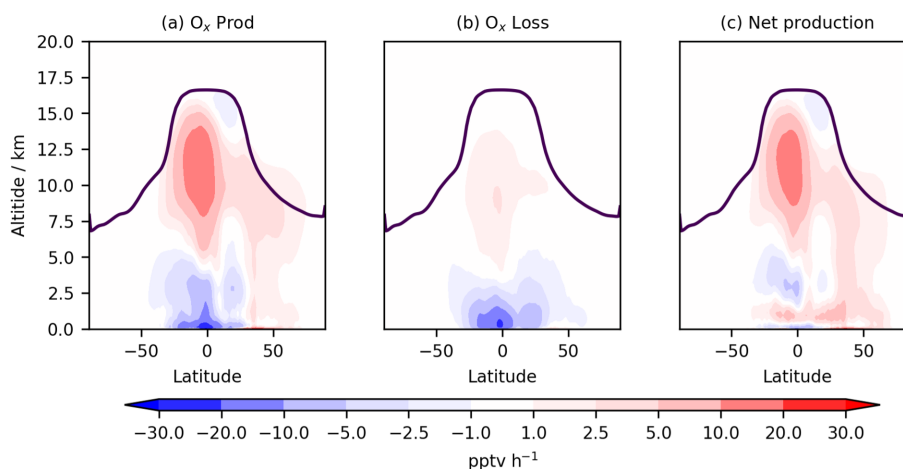 (a) Oₓ Prod
(b) Oₓ Loss
(c) Net production
20.0
17.5
15.0
12.5
10.0
7.5
5.0
2.5
0.0
Altitide / km
−50 0 50
−50 0 50
−50 0 50
Latitude
Latitude
Latitude
−30.0 −20.0 −10.0 −5.0 −2.5 −1.0 1.0 2.5 5.0 10.0 20.0 30.0
pptv h⁻¹